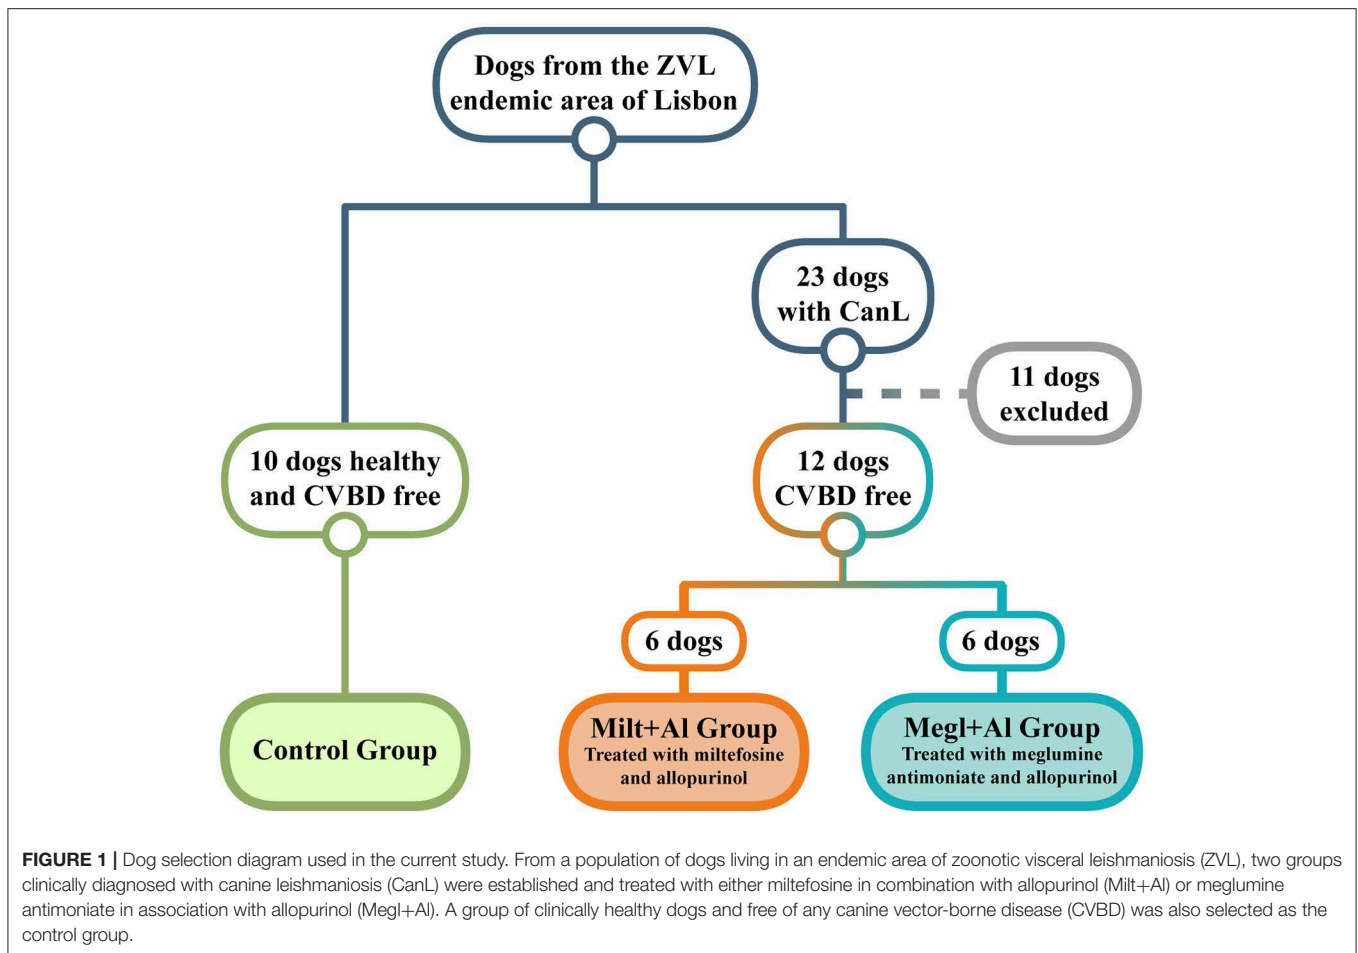 Dogs from the ZVL
endemic area of Lisbon
23 dogs
with CanL
11 dogs
excluded
10 dogs healthy
and CVBD free
12 dogs
CVBD free
6 dogs
6 dogs
Control Group
Milt+Al Group
Treated with miltefosine
and allopurinol
Megl+Al Group
Treated with meglumine
antimoniate and allopurinol
FIGURE 1 | Dog selection diagram used in the current study. From a population of dogs living in an endemic area of zoonotic visceral leishmaniosis (ZVL), two groups
clinically diagnosed with canine leishmaniosis (CanL) were established and treated with either miltefosine in combination with allopurinol (Milt+Al) or meglumine
antimoniate in association with allopurinol (Megl+Al). A group of clinically healthy dogs and free of any canine vector-borne disease (CVBD) was also selected as the
control group.